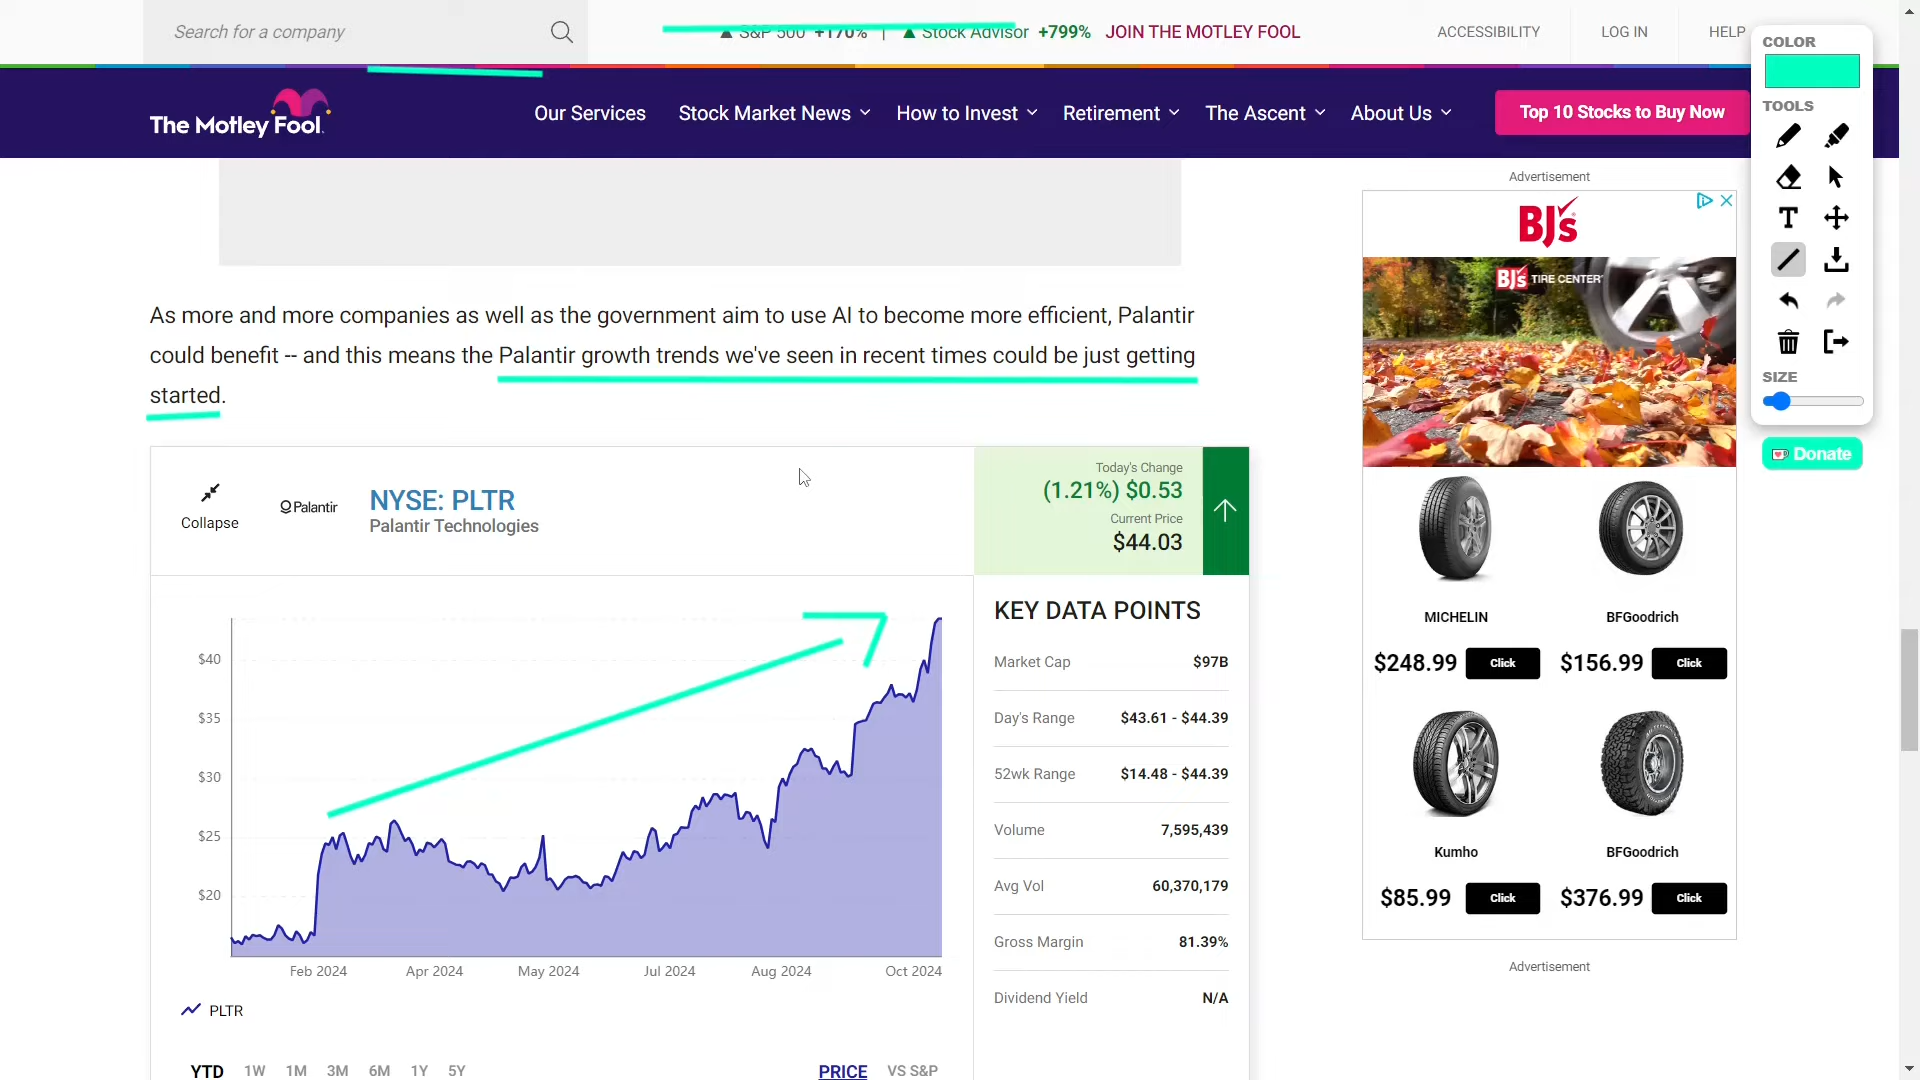 Search for a company
▲ S&P 500 +170% | ▲ Stock Advisor +799% JOIN THE MOTLEY FOOL
ACCESSIBILITY LOG IN HELP
COLOR
TOOLS
SIZE
Donate
The Motley Fool.
Our Services Stock Market News How to Invest Retirement The Ascent About Us
Top 10 Stocks to Buy Now
As more and more companies as well as the government aim to use AI to become more efficient, Palantir
could benefit -- and this means the Palantir growth trends we've seen in recent times could be just getting
started.
Collapse
Palantir
NYSE: PLTR
Palantir Technologies
Today's Change
(1.21%) $0.53
Current Price
$44.03
$40
$35
$30
$25
$20
Feb 2024 Apr 2024 May 2024 Jul 2024 Aug 2024 Oct 2024
PLTR
YTD 1W 1M 3M 6M 1Y 5Y
PRICE VS S&P
KEY DATA POINTS
Market Cap $97B
Day's Range $43.61 - $44.39
52wk Range $14.48 - $44.39
Volume 7,595,439
Avg Vol 60,370,179
Gross Margin 81.39%
Dividend Yield N/A
Advertisement
BJ's
BJ's TIRE CENTER
MICHELIN BFGoodrich
$248.99 Click $156.99 Click
Kumho BFGoodrich
$85.99 Click $376.99 Click
Advertisement